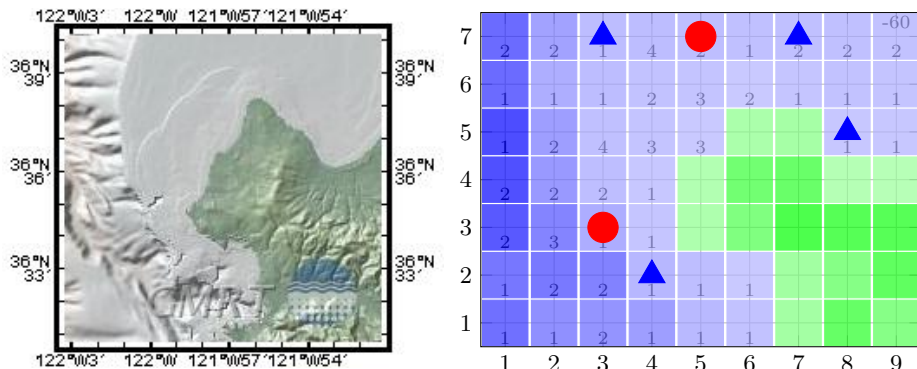 122°W03′ 122°W 121°W57′ 121°W54′
36°N 39′
36°N 36′
36°N 33′
36°N 39′
36°N 36′
36°N 33′
GMRT
122°W03′ 122°W 121°W57′ 121°W54′
-60
7 2 2 1 4 2 1 2 2 2
6 1 1 1 2 3 2 1 1 1
5 1 2 4 3 3 1 1
4 2 2 2 1
3 2 3 1 1
2 1 2 2 1 1 1
1 1 1 2 1 1 1
1 2 3 4 5 6 7 8 9